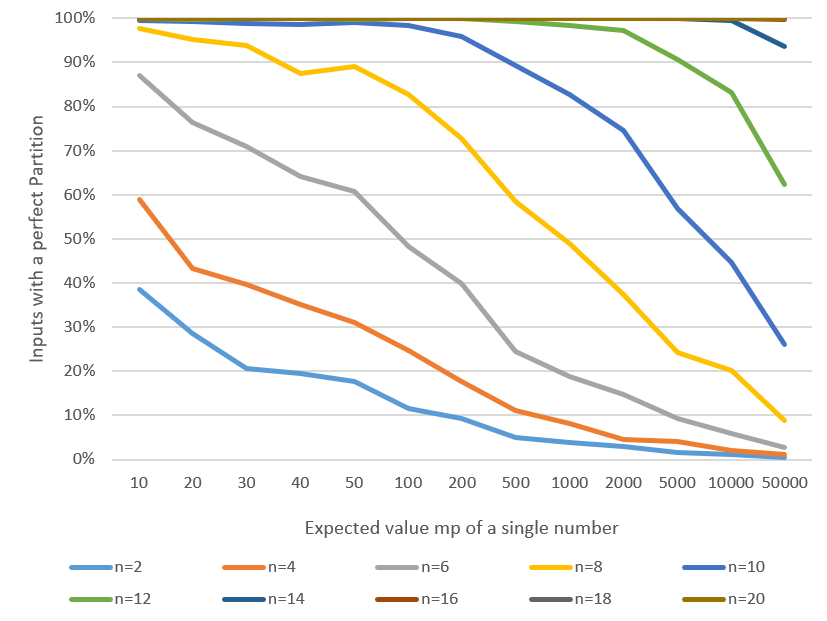 100%
90%
80%
70%
60%
50%
40%
30%
20%
10%
0%
Inputs with a perfect Partition
10 20 30 40 50 100 200 500 1000 2000 5000 10000 50000
Expected value mp of a single number
n=2 n=4 n=6 n=8 n=10
n=12 n=14 n=16 n=18 n=20